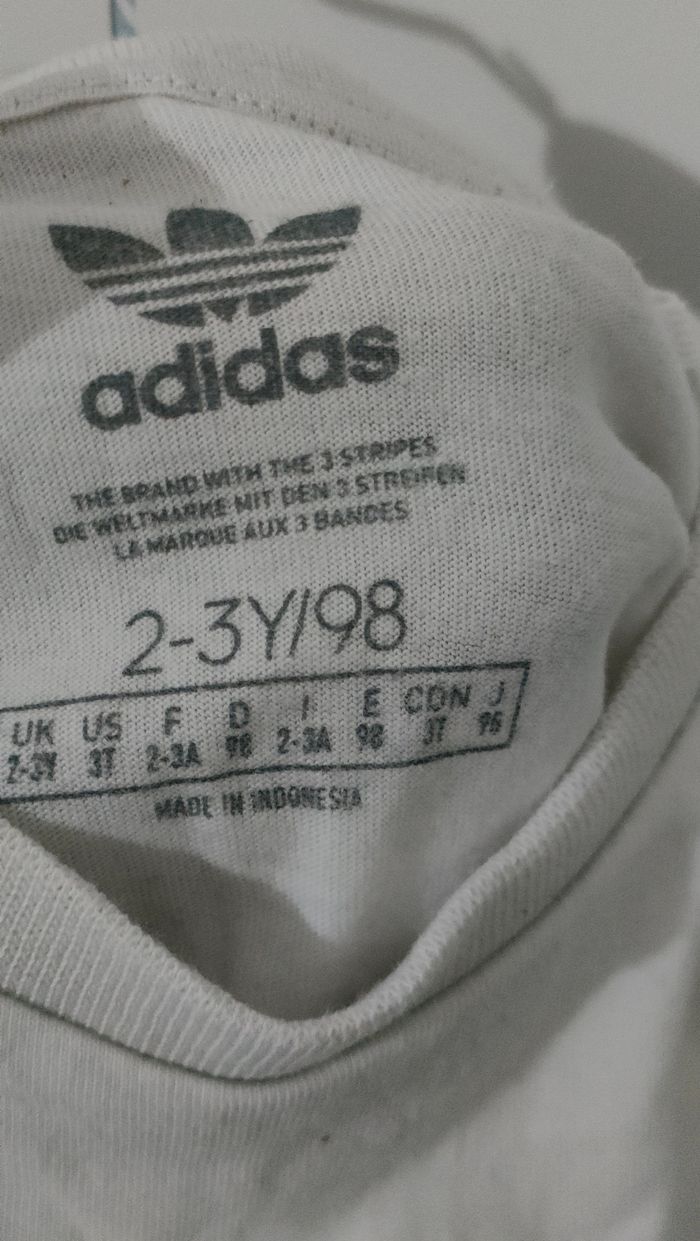 adidas
THE BRAND WITH THE 3 STRIPES
DIE WELTMARKE MIT DEN 3 STREIFEN
LA MARQUE AUX 3 BANDES
2-3Y/98
UK US F D I E CDN J
2-3Y 3T 2-3A 98 2-3A 98 3T 95
MADE IN INDONESIA